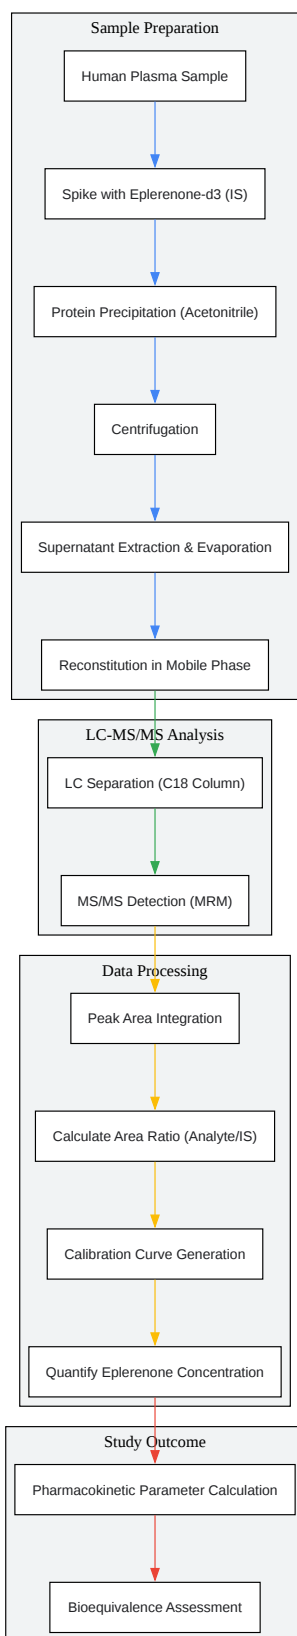 Sample Preparation
Human Plasma Sample
Spike with Eplerenone-d3 (IS)
Protein Precipitation (Acetonitrile)
Centrifugation
Supernatant Extraction & Evaporation
Reconstitution in Mobile Phase
LC-MS/MS Analysis
LC Separation (C18 Column)
MS/MS Detection (MRM)
Data Processing
Peak Area Integration
Calculate Area Ratio (Analyte/IS)
Calibration Curve Generation
Quantify Eplerenone Concentration
Study Outcome
Pharmacokinetic Parameter Calculation
Bioequivalence Assessment